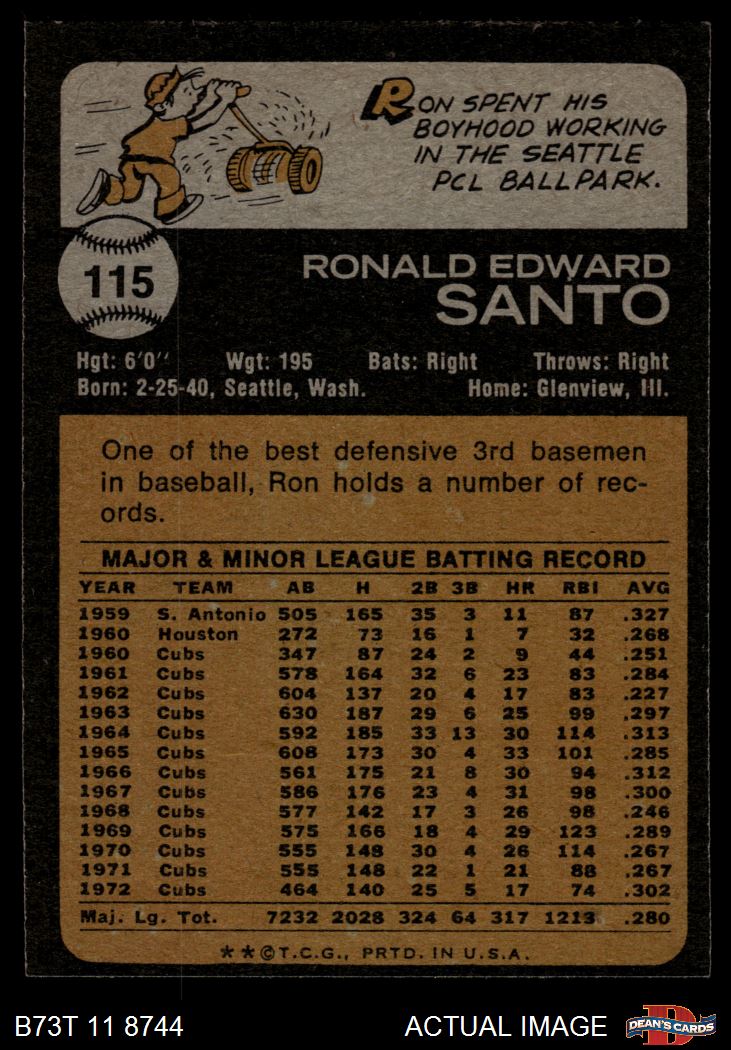 RON SPENT HIS
BOYHOOD WORKING
IN THE SEATTLE
PCL BALLPARK.
115
RONALD EDWARD
SANTO
Hgt: 6'0" Wgt: 195 Bats: Right Throws: Right
Born: 2-25-40, Seattle, Wash. Home: Glenview, Ill.
One of the best defensive 3rd basemen
in baseball, Ron holds a number of rec-
ords.
MAJOR & MINOR LEAGUE BATTING RECORD
YEAR TEAM AB H 2B 3B HR RBI AVG
1959 S. Antonio 505 165 35 3 11 87 .327
1960 Houston 272 73 16 1 7 32 .268
1960 Cubs 347 87 24 2 9 44 .251
1961 Cubs 578 164 32 6 23 83 .284
1962 Cubs 604 137 20 4 17 83 .227
1963 Cubs 630 187 29 6 25 99 .297
1964 Cubs 592 185 33 13 30 114 .313
1965 Cubs 608 173 30 4 33 101 .285
1966 Cubs 561 175 21 8 30 94 .312
1967 Cubs 586 176 23 4 31 98 .300
1968 Cubs 577 142 17 3 26 98 .246
1969 Cubs 575 166 18 4 29 123 .289
1970 Cubs 555 148 30 4 26 114 .267
1971 Cubs 555 148 22 1 21 88 .267
1972 Cubs 464 140 25 5 17 74 .302
Maj. Lg. Tot. 7232 2028 324 64 317 1213 .280
**©T.C.G., PRTD. IN U.S.A.
B73T 11 8744 ACTUAL IMAGE
D
DEAN'S CARDS